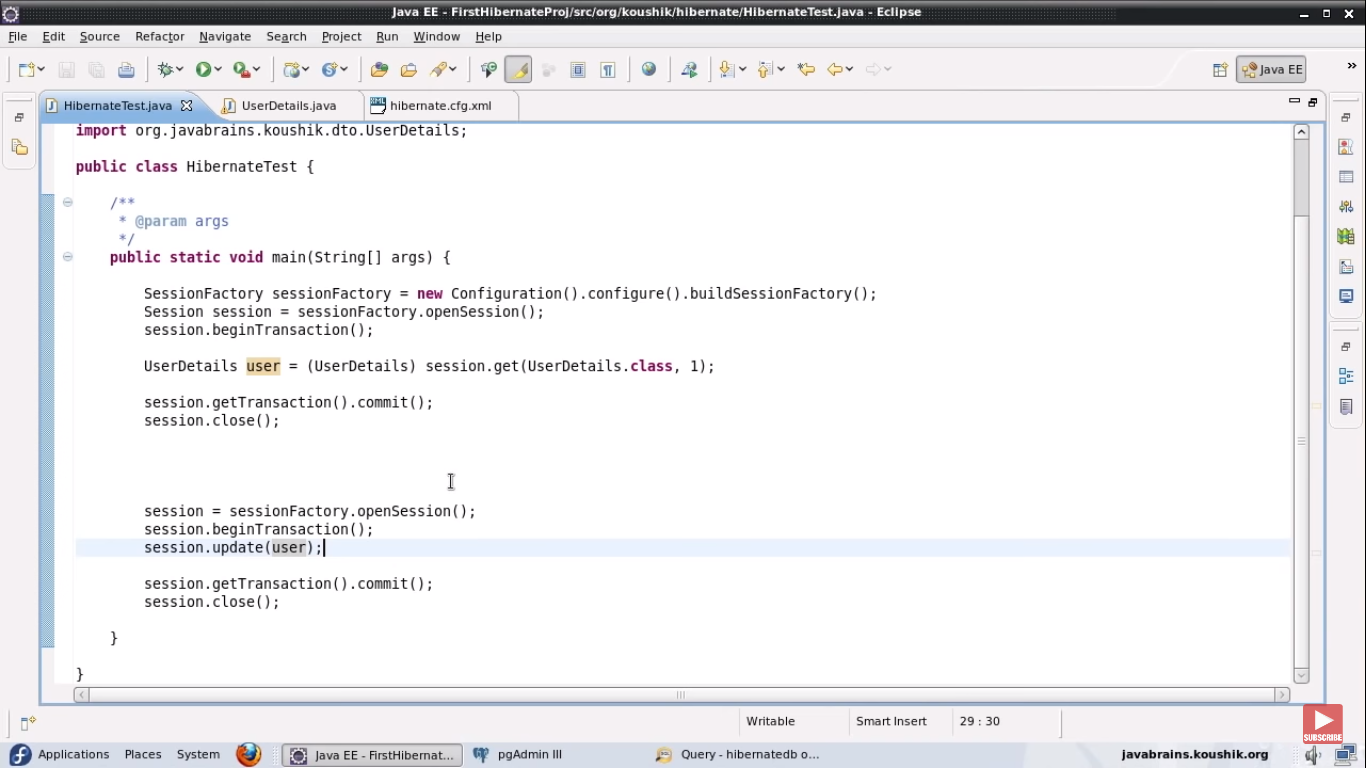 Java EE - FirstHibernateProj/src/org/koushik/hibernate/HibernateTest.java - Eclipse
File Edit Source Refactor Navigate Search Project Run Window Help
Java EE
HibernateTest.java UserDetails.java hibernate.cfg.xml
import org.javabrains.koushik.dto.UserDetails;
public class HibernateTest {
/**
* @param args
*/
public static void main(String[] args) {
SessionFactory sessionFactory = new Configuration().configure().buildSessionFactory();
Session session = sessionFactory.openSession();
session.beginTransaction();
UserDetails user = (UserDetails) session.get(UserDetails.class, 1);
session.getTransaction().commit();
session.close();
session = sessionFactory.openSession();
session.beginTransaction();
session.update(user);
session.getTransaction().commit();
session.close();
}
}
Writable Smart Insert 29 : 30
SUBSCRIBE
Applications Places System Java EE - FirstHibernat... pgAdmin III Query - hibernatedb o... javabrains.koushik.org